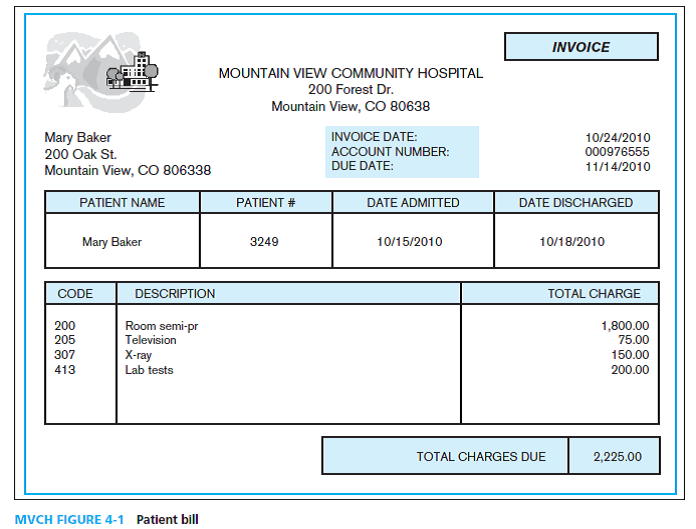 INVOICE
MOUNTAIN VIEW COMMUNITY HOSPITAL
200 Forest Dr.
Mountain View, CO 80638
Mary Baker
200 Oak St.
Mountain View, CO 806338
INVOICE DATE: 10/24/2010
ACCOUNT NUMBER: 000976555
DUE DATE: 11/14/2010
PATIENT NAME PATIENT # DATE ADMITTED DATE DISCHARGED
Mary Baker 3249 10/15/2010 10/18/2010
CODE DESCRIPTION TOTAL CHARGE
200 Room semi-pr 1,800.00
205 Television 75.00
307 X-ray 150.00
413 Lab tests 200.00
TOTAL CHARGES DUE 2,225.00
MVCH FIGURE 4-1 Patient bill